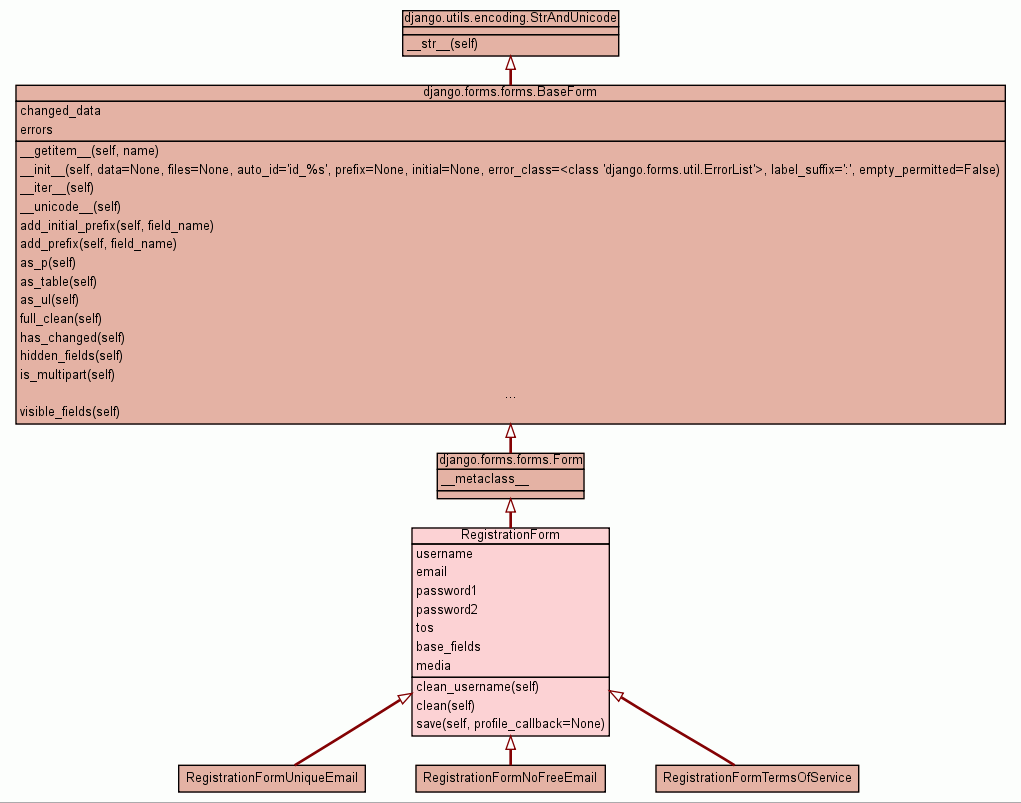 django.utils.encoding.StrAndUnicode
__str__(self)
django.forms.forms.BaseForm
changed_data
errors
__getitem__(self, name)
__init__(self, data=None, files=None, auto_id='id_%s', prefix=None, initial=None, error_class=<class 'django.forms.util.ErrorList'>, label_suffix=':', empty_permitted=False)
__iter__(self)
__unicode__(self)
add_initial_prefix(self, field_name)
add_prefix(self, field_name)
as_p(self)
as_table(self)
as_ul(self)
full_clean(self)
has_changed(self)
hidden_fields(self)
is_multipart(self)
...
visible_fields(self)
django.forms.forms.Form
__metaclass__
RegistrationForm
username
email
password1
password2
tos
base_fields
media
clean_username(self)
clean(self)
save(self, profile_callback=None)
RegistrationFormUniqueEmail
RegistrationFormNoFreeEmail
RegistrationFormTermsOfService